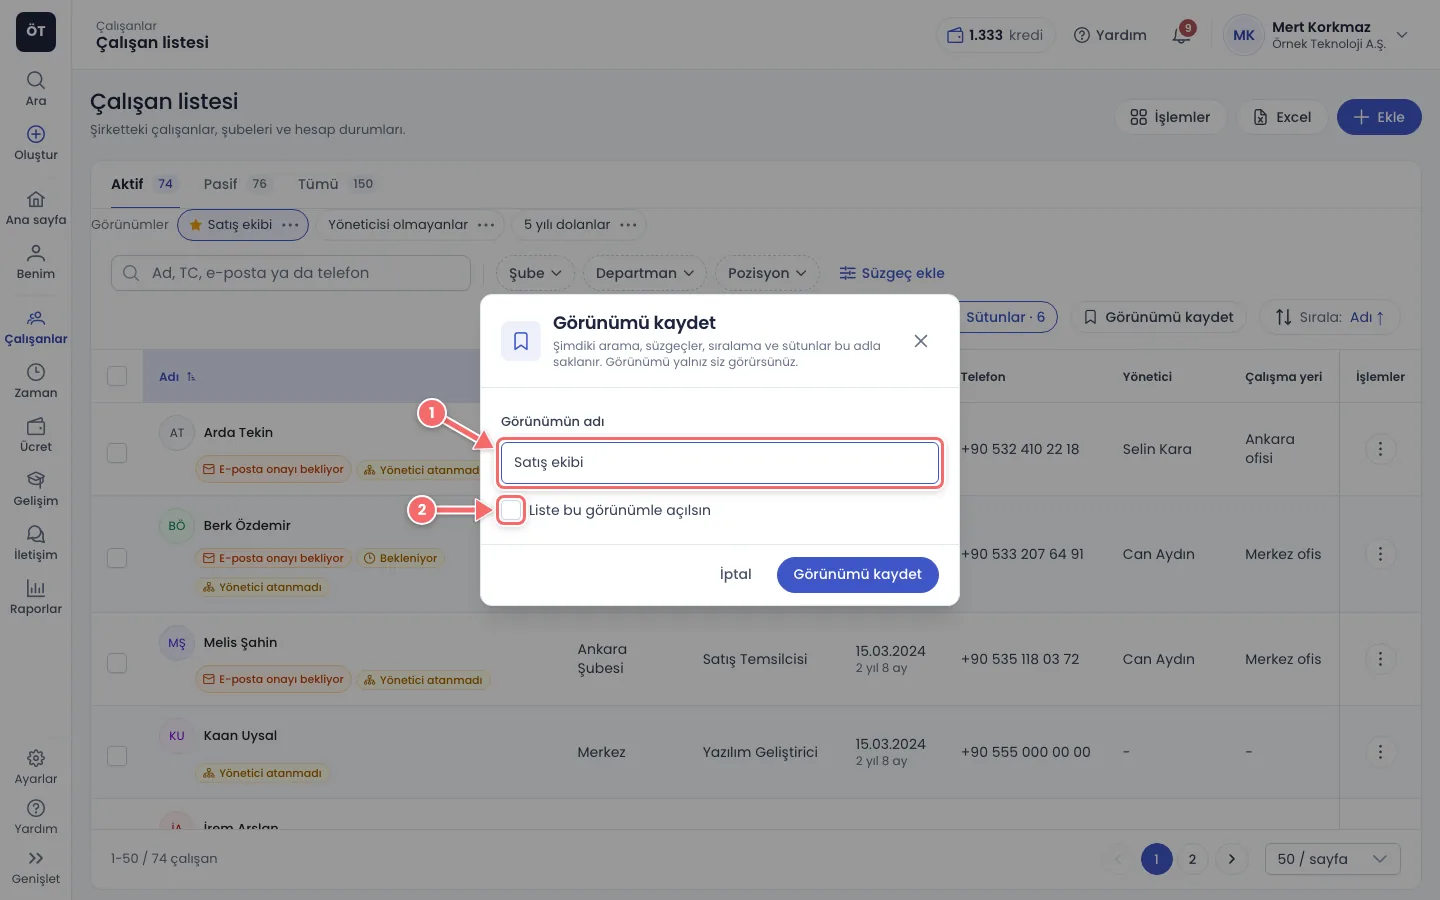 ÖT
Ara
Oluştur
Ana sayfa
Benim
Çalışanlar
Zaman
Ücret
Gelişim
İletişim
Raporlar
Ayarlar
Yardım
Genişlet
Çalışanlar
Çalışan listesi
1.333 kredi
Yardım
9
MK
Mert Korkmaz
Örnek Teknoloji A.Ş.
Çalışan listesi
Şirketteki çalışanlar, şubeleri ve hesap durumları.
İşlemler
Excel
Ekle
Aktif 74
Pasif 76
Tümü 150
Görünümler
Satış ekibi
Yöneticisi olmayanlar
5 yılı dolanlar
Ad, TC, e-posta ya da telefon
Şube
Departman
Pozisyon
Süzgeç ekle
Sütunlar · 6
Görünümü kaydet
Sırala: Adı ↑
Adı
Telefon
Yönetici
Çalışma yeri
İşlemler
AT
Arda Tekin
E-posta onayı bekliyor
Yönetici atanmad
+90 532 410 22 18
Selin Kara
Ankara
ofisi
BÖ
Berk Özdemir
E-posta onayı bekliyor
Bekleniyor
Yönetici atanmadı
+90 533 207 64 91
Can Aydın
Merkez ofis
MŞ
Melis Şahin
E-posta onayı bekliyor
Yönetici atanmadı
Ankara
Şubesi
Satış Temsilcisi
15.03.2024
2 yıl 8 ay
+90 535 118 03 72
Can Aydın
Merkez ofis
KU
Kaan Uysal
Yönetici atanmadı
Merkez
Yazılım Geliştirici
15.03.2024
2 yıl 8 ay
+90 555 000 00 00
-
-
İA
İrem Arslan
1-50 / 74 çalışan
1
2
50 / sayfa
Görünümü kaydet
Şimdiki arama, süzgeçler, sıralama ve sütunlar bu adla
saklanır. Görünümü yalnız siz görürsünüz.
1
Görünümün adı
Satış ekibi
2
Liste bu görünümle açılsın
İptal
Görünümü kaydet